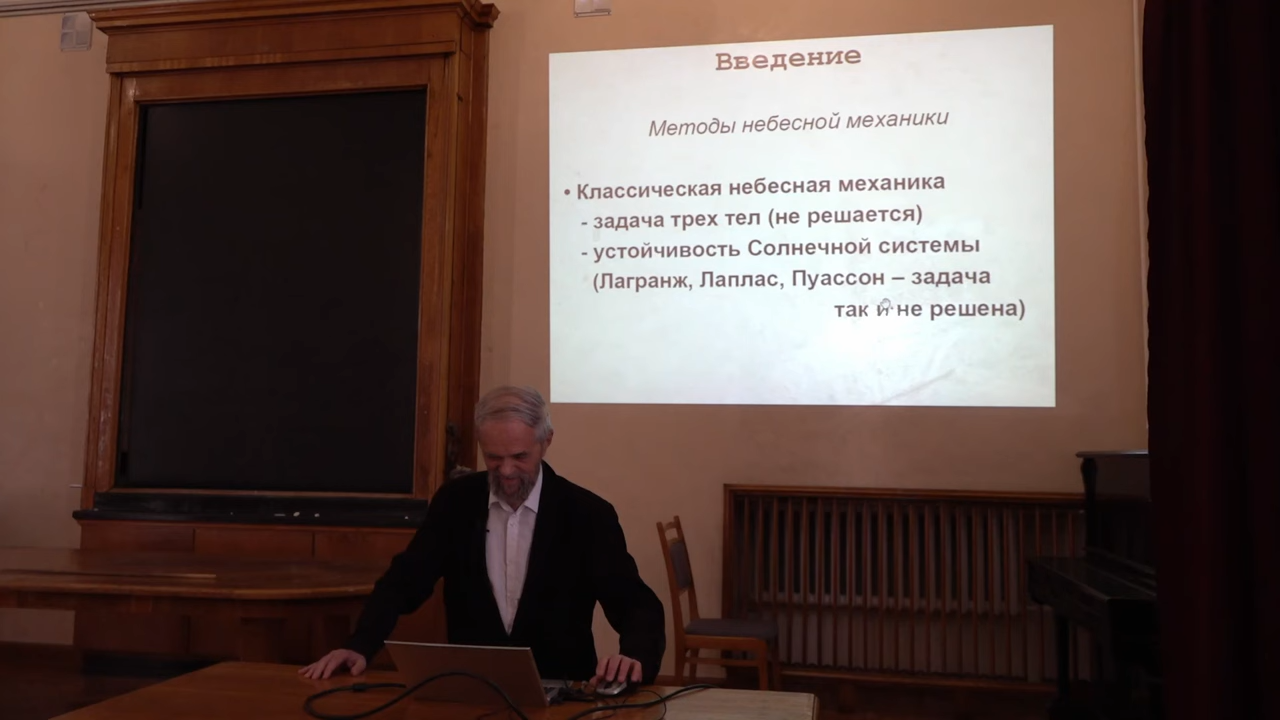 Введение
Методы небесной механики
• Классическая небесная механика
- задача трех тел (не решается)
- устойчивость Солнечной системы
(Лагранж, Лаплас, Пуассон – задача
так и не решена)